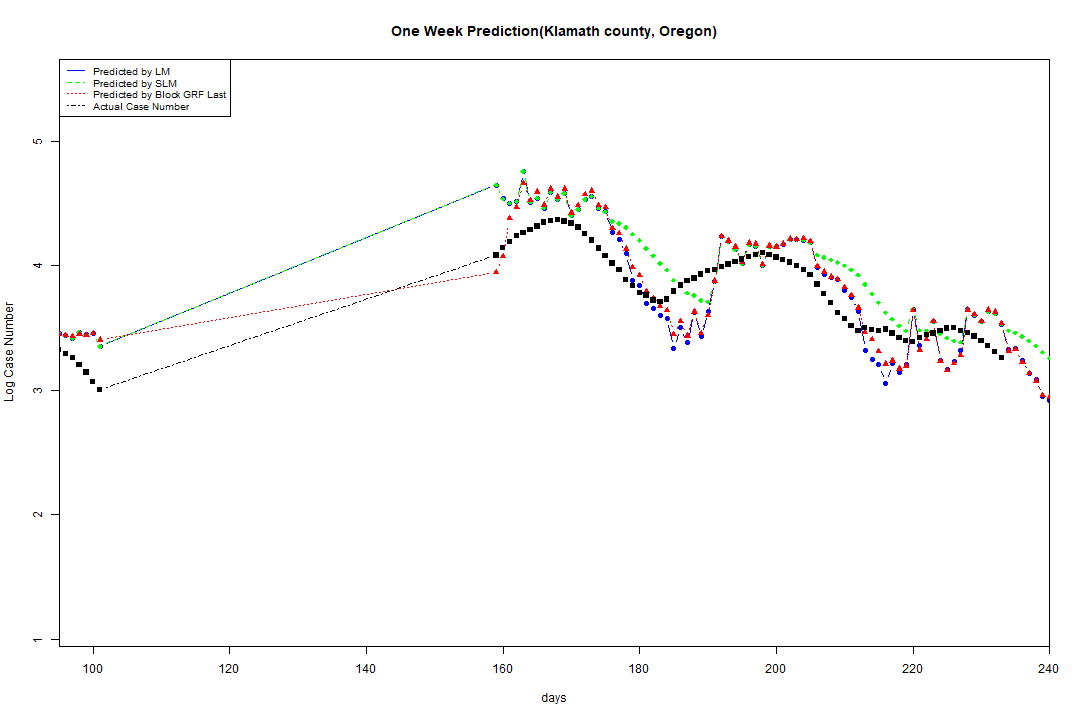 One Week Prediction(Klamath county, Oregon)
Predicted by LM
Predicted by SLM
Predicted by Block GRF Last
Actual Case Number
Log Case Number
5
4
3
2
1
100 120 140 160 180 200 220 240
days